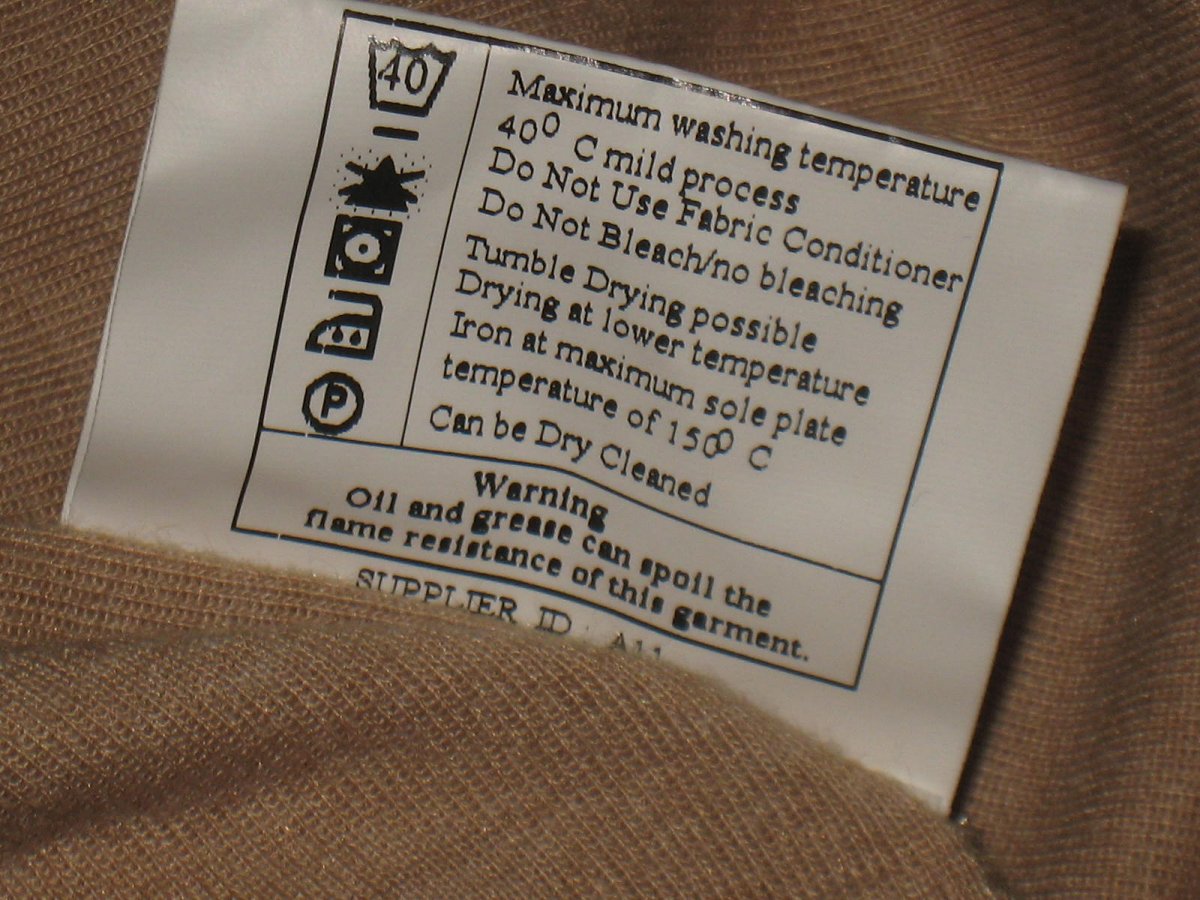 40
Maximum washing temperature
40⁰ C mild process
Do Not Use Fabric Conditioner
Do Not Bleach/no bleaching
Tumble Drying possible
Drying at lower temperature
Iron at maximum sole plate
temperature of 150⁰ C
P
Can be Dry Cleaned
Warning
Oil and grease can spoil the
flame resistance of this garment.
SUPPLIER ID :